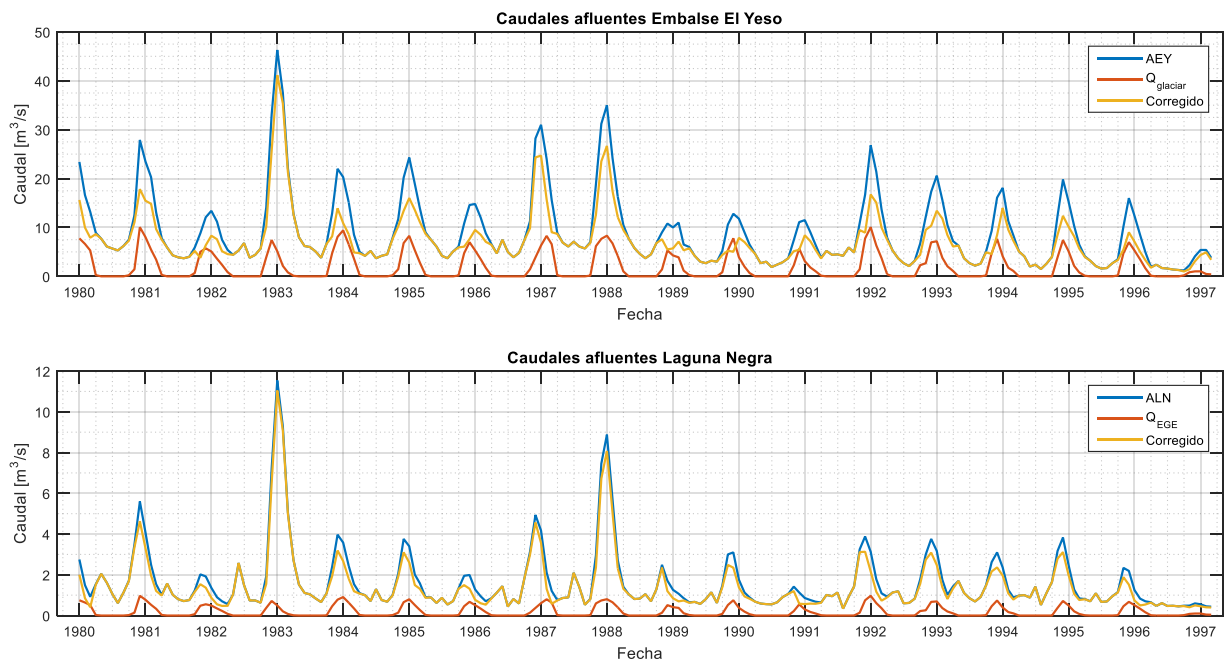 Caudales afluentes Embalse El Yeso
Caudal [m³/s]
50
40
30
20
10
0
AEY
Q_glaciar
Corregido
1980 1981 1982 1983 1984 1985 1986 1987 1988 1989 1990 1991 1992 1993 1994 1995 1996 1997
Fecha
Caudales afluentes Laguna Negra
Caudal [m³/s]
12
10
8
6
4
2
0
ALN
Q_EGE
Corregido
1980 1981 1982 1983 1984 1985 1986 1987 1988 1989 1990 1991 1992 1993 1994 1995 1996 1997
Fecha